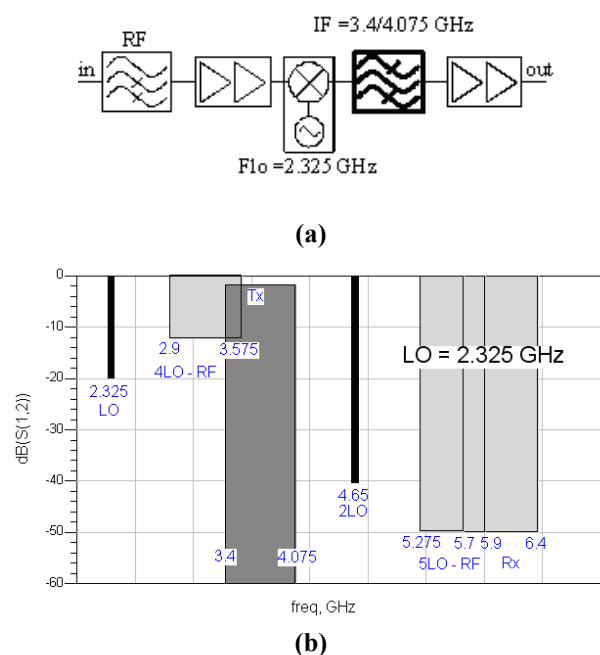 IF =3.4/4.075 GHz
RF
in
out
Flo =2.325 GHz
(a)
dB(S(1,2))
0
-10
-20
-30
-40
-50
-60
Tx
2.9
3.575
4LO - RF
LO = 2.325 GHz
2.325
LO
4.65
2LO
5.275
5.7
5.9
6.4
5LO - RF
Rx
3.4
4.075
freq, GHz
(b)